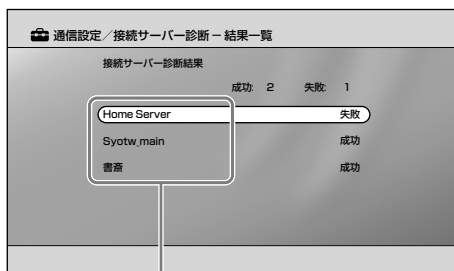 通信設定／接続サーバー診断－結果一覧
接続サーバー診断結果
成功: 2 失敗: 1
Home Server 失敗
Syotw_main 成功
書斎 成功